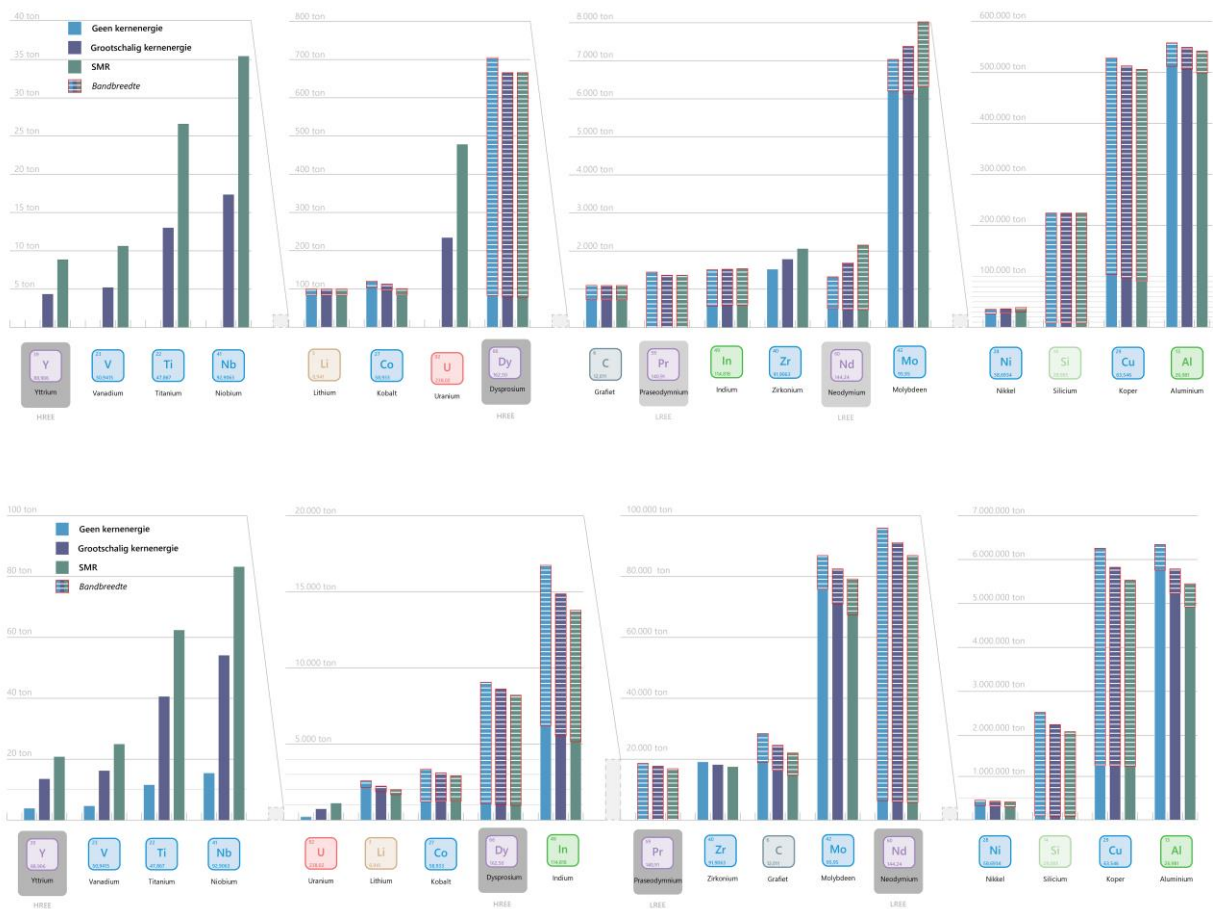 40 ton
35 ton
30 ton
25 ton
20 ton
15 ton
10 ton
5 ton
Geen kernenergie
Grootschalig kernenergie
SMR
Bandbreedte
800 ton
700 ton
600 ton
500 ton
400 ton
300 ton
200 ton
100 ton
8.000 ton
7.000 ton
6.000 ton
5.000 ton
4.000 ton
3.000 ton
2.000 ton
1.000 ton
600.000 ton
500.000 ton
400.000 ton
300.000 ton
200.000 ton
100.000 ton
Y
V
Ti
Nb
Li
Co
U
Dy
C
Pr
In
Zr
Nd
Mo
Ni
Si
Cu
Al
Yttrium
Vanadium
Titanium
Niobium
Lithium
Kobalt
Uranium
Dysprosium
Grafiet
Praseodymnium
Indium
Zirkonium
Neodymium
Molybdeen
Nikkel
Silicium
Koper
Aluminium
HREE
HREE
LREE
LREE
100 ton
80 ton
60 ton
40 ton
20 ton
Geen kernenergie
Grootschalig kernenergie
SMR
Bandbreedte
20.000 ton
15.000 ton
10.000 ton
5.000 ton
100.000 ton
80.000 ton
60.000 ton
40.000 ton
20.000 ton
7.000.000 ton
6.000.000 ton
5.000.000 ton
4.000.000 ton
3.000.000 ton
2.000.000 ton
1.000.000 ton
Y
V
Ti
Nb
U
Li
Co
Dy
In
Pr
Zr
C
Mo
Nd
Ni
Si
Cu
Al
Yttrium
Vanadium
Titanium
Niobium
Uranium
Lithium
Kobalt
Dysprosium
Indium
Praseodymnium
Zirkonium
Grafiet
Molybdeen
Neodymium
Nikkel
Silicium
Koper
Aluminium
HREE
HREE
LREE
LREE